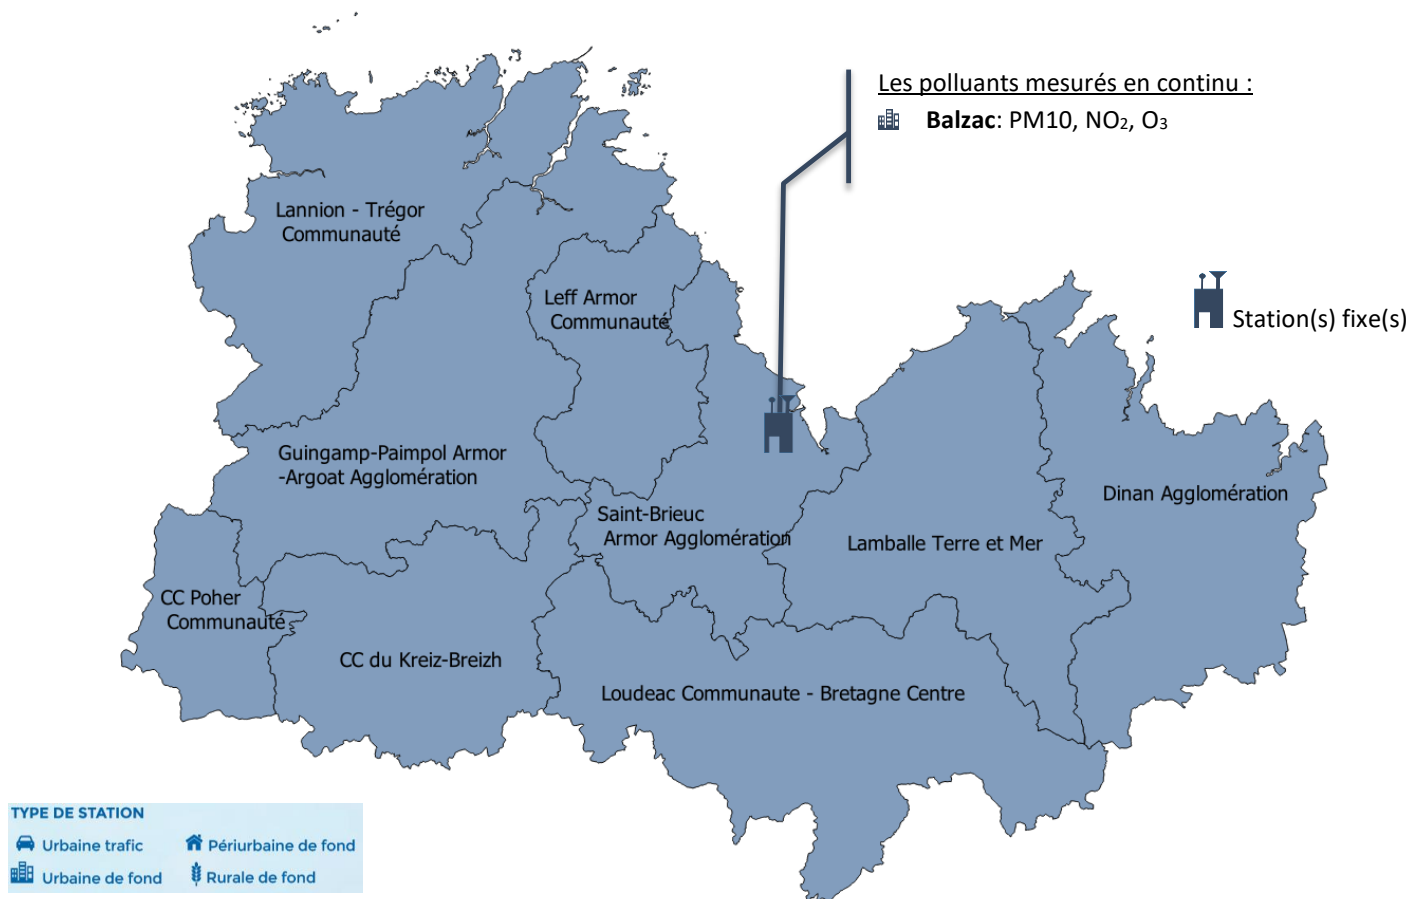 Les polluants mesurés en continu :
Balzac: PM10, NO₂, O₃
Lannion - Trégor
Communauté
Leff Armor
Communauté
Station(s) fixe(s)
Guingamp-Paimpol Armor
-Argoat Agglomération
Dinan Agglomération
Saint-Brieuc
Armor Agglomération
Lamballe Terre et Mer
CC Poher
Communauté
CC du Kreiz-Breizh
Loudeac Communaute - Bretagne Centre
TYPE DE STATION
Urbaine trafic
Périurbaine de fond
Urbaine de fond
Rurale de fond